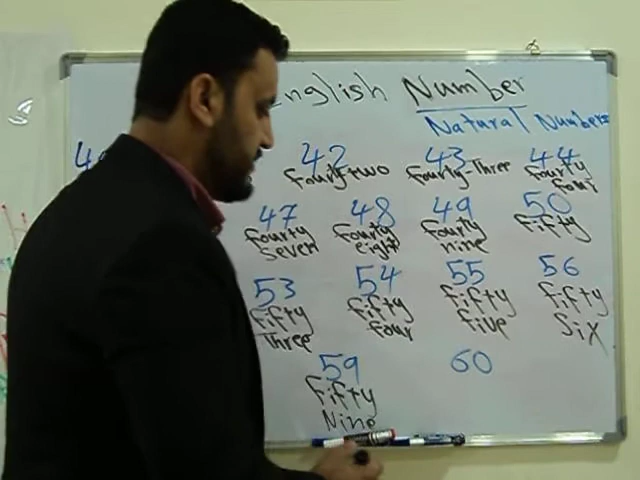 English Number
Natural Numbers
42 43 44
fourty-two fourty-Three fourty
four
47 48 49 50
fourty fourty fourty fifty
seven eight nine
53 54 55 56
fifty fifty fifty fifty
Three four five six
59 60
fifty
Nine